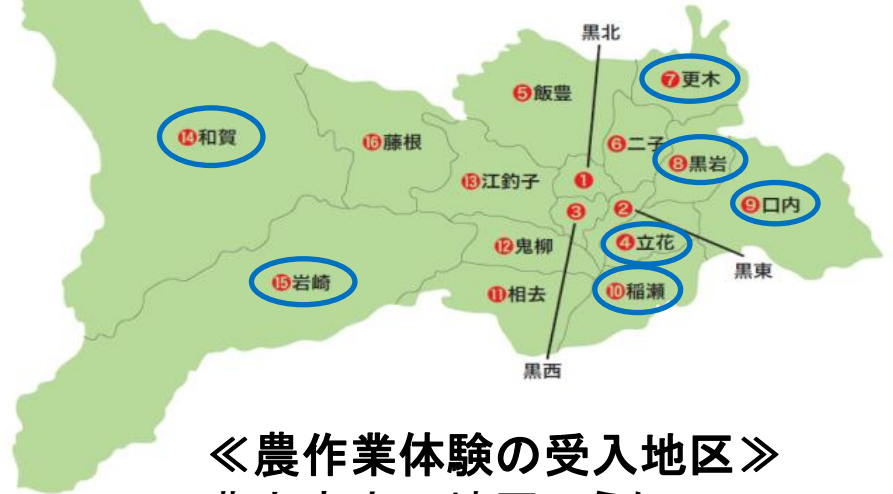 黒北
⑦更木
⑤飯豊
⑭和賀
⑯藤根
⑥二子
⑧黒岩
⑬江釣子
①
⑨口内
③
②
⑫鬼柳
④立花
黒東
⑮岩崎
⑪相去
⑩稲瀬
黒西
≪農作業体験の受入地区≫